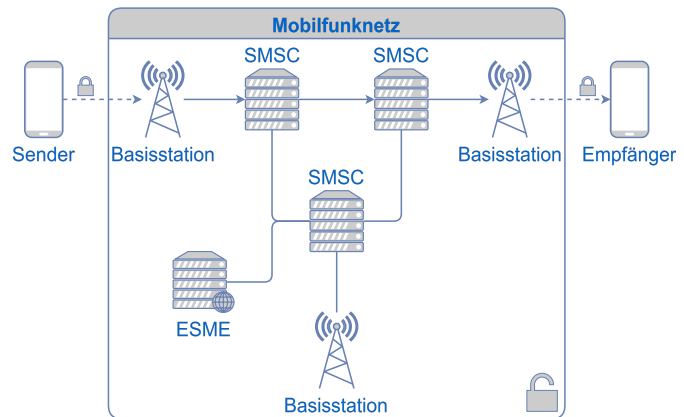 Mobilfunknetz
SMSC
SMSC
Sender
Basisstation
Basisstation
Empfänger
SMSC
ESME
Basisstation